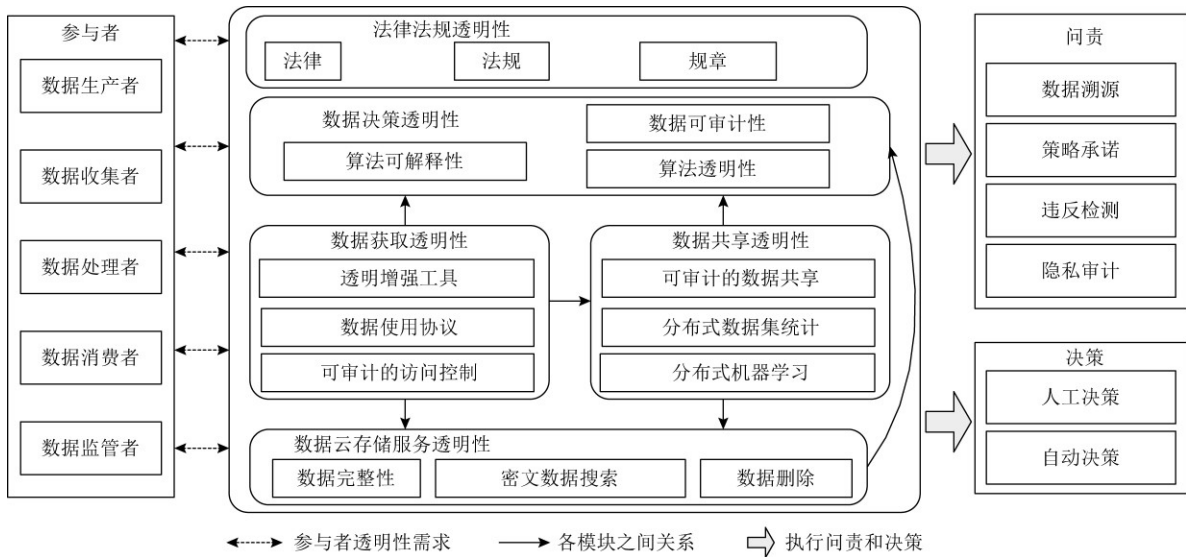 参与者
数据生产者
数据收集者
数据处理者
数据消费者
数据监管者
法律法规透明性
法律
法规
规章
数据决策透明性
数据可审计性
算法可解释性
算法透明性
数据获取透明性
透明增强工具
数据使用协议
可审计的访问控制
数据共享透明性
可审计的数据共享
分布式数据集统计
分布式机器学习
数据云存储服务透明性
数据完整性
密文数据搜索
数据删除
问责
数据溯源
策略承诺
违反检测
隐私审计
决策
人工决策
自动决策
参与者透明性需求
各模块之间关系
执行问责和决策